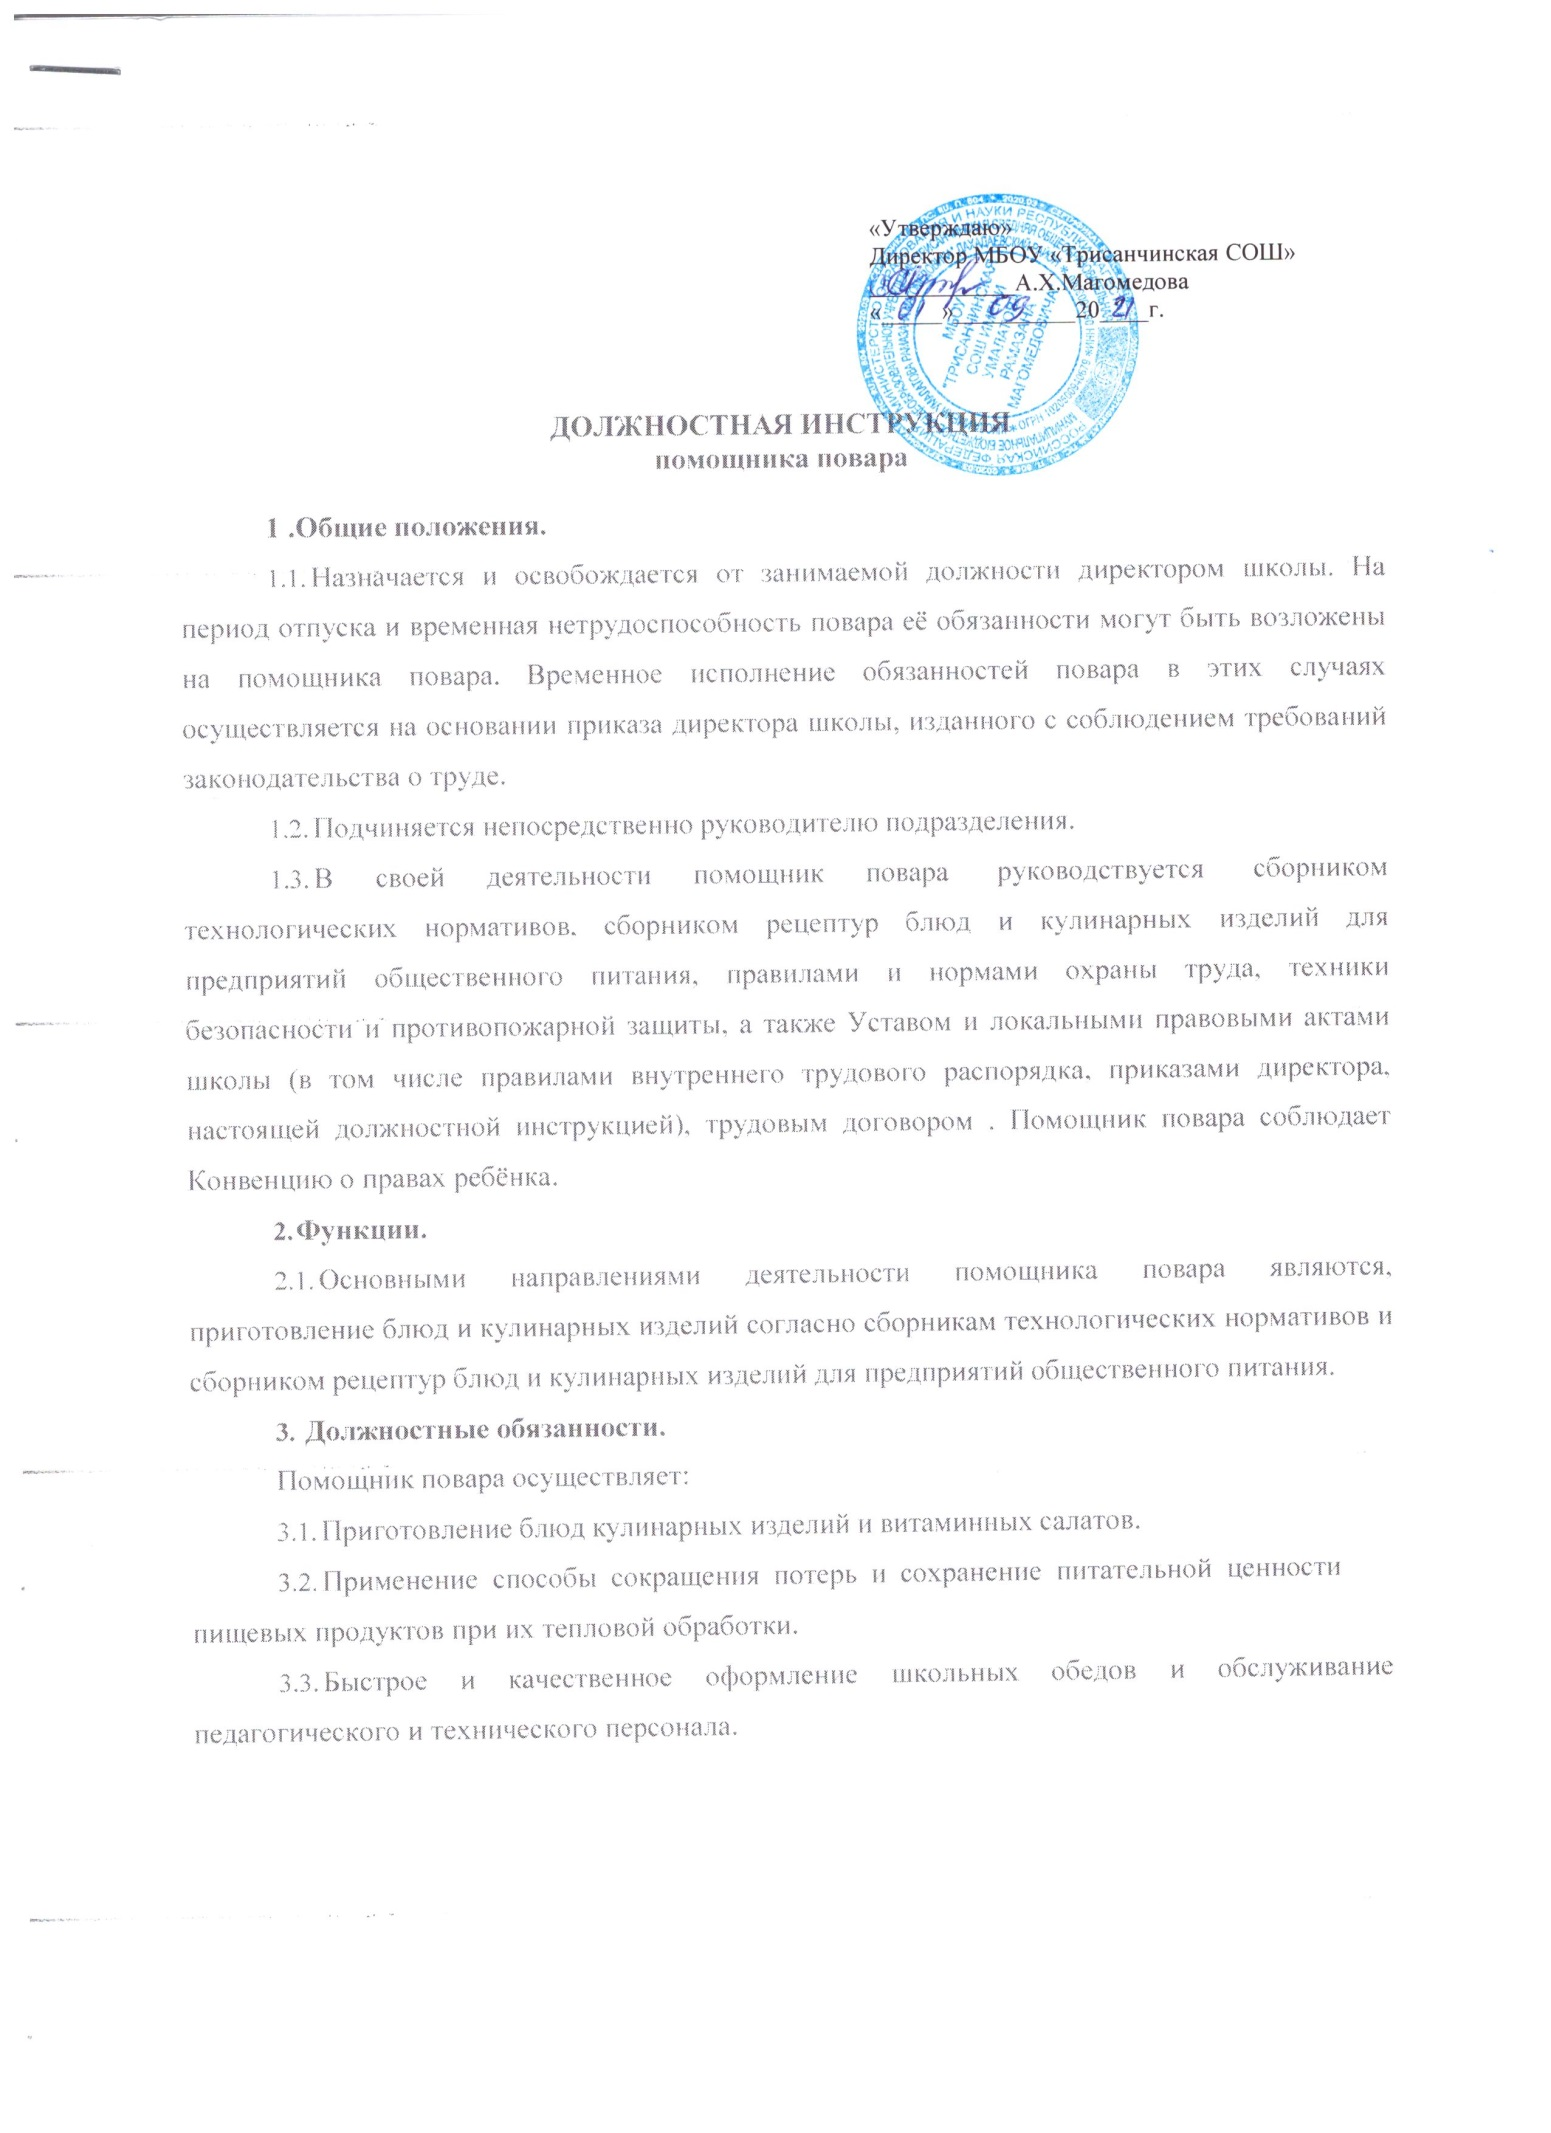 «Утверждаю»
Директор МБОУ «Трисанчинская СОШ»
А.Х.Магомедова
«01» 09 2021 г.
МБОУ
"ТРИСАНЧИНСКАЯ
СОШ ИМЕНИ
УМАЛАТОВА
РАМАЗАНА
МАГОМЕДОВИЧА"
ДОЛЖНОСТНАЯ ИНСТРУКЦИЯ
помощника повара
1 .Общие положения.
1.1. Назначается и освобождается от занимаемой должности директором школы. На
период отпуска и временная нетрудоспособность повара её обязанности могут быть возложены
на помощника повара. Временное исполнение обязанностей повара в этих случаях
осуществляется на основании приказа директора школы, изданного с соблюдением требований
законодательства о труде.
1.2. Подчиняется непосредственно руководителю подразделения.
1.3. В своей деятельности помощник повара руководствуется сборником
технологических нормативов, сборником рецептур блюд и кулинарных изделий для
предприятий общественного питания, правилами и нормами охраны труда, техники
безопасности и противопожарной защиты, а также Уставом и локальными правовыми актами
школы (в том числе правилами внутреннего трудового распорядка, приказами директора,
настоящей должностной инструкцией), трудовым договором . Помощник повара соблюдает
Конвенцию о правах ребёнка.
2.Функции.
2.1. Основными направлениями деятельности помощника повара являются,
приготовление блюд и кулинарных изделий согласно сборникам технологических нормативов и
сборником рецептур блюд и кулинарных изделий для предприятий общественного питания.
3. Должностные обязанности.
Помощник повара осуществляет:
3.1. Приготовление блюд кулинарных изделий и витаминных салатов.
3.2. Применение способы сокращения потерь и сохранение питательной ценности
пищевых продуктов при их тепловой обработки.
3.3. Быстрое и качественное оформление школьных обедов и обслуживание
педагогического и технического персонала.